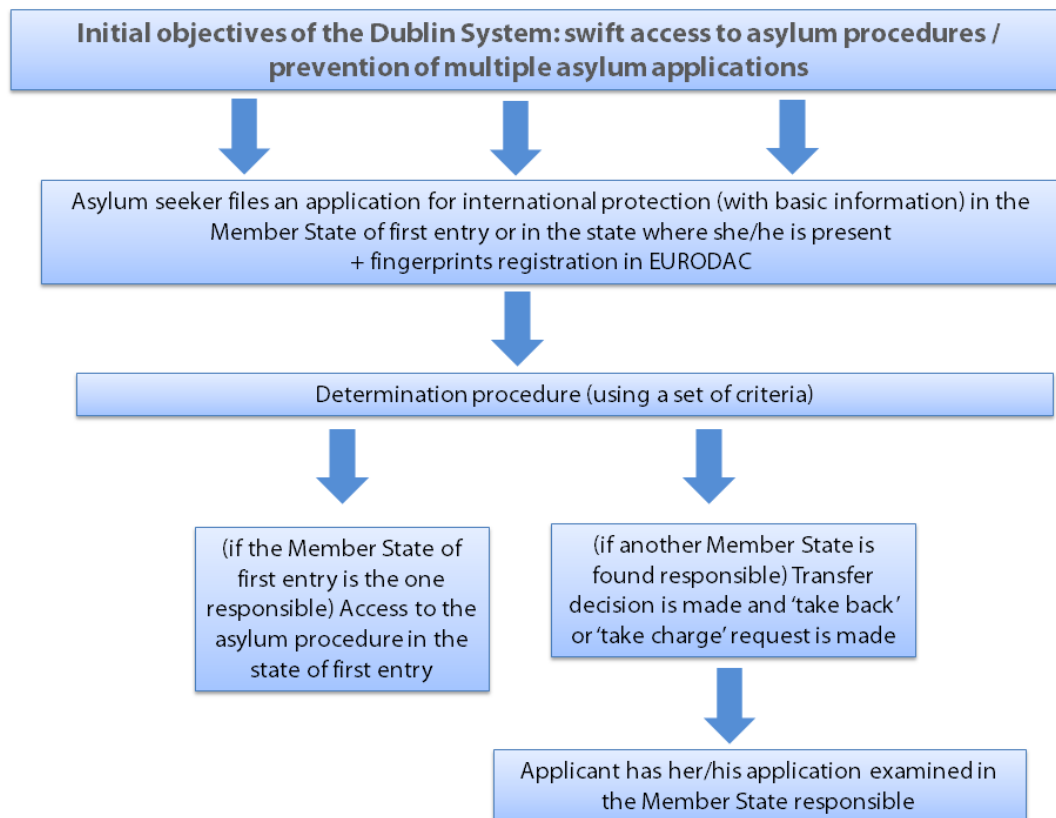 Initial objectives of the Dublin System: swift access to asylum procedures /
prevention of multiple asylum applications
Asylum seeker files an application for international protection (with basic information) in the
Member State of first entry or in the state where she/he is present
+ fingerprints registration in EURODAC
Determination procedure (using a set of criteria)
(if the Member State of
first entry is the one
responsible) Access to the
asylum procedure in the
state of first entry
(if another Member State is
found responsible) Transfer
decision is made and ‘take back’
or ‘take charge’ request is made
Applicant has her/his application examined in
the Member State responsible